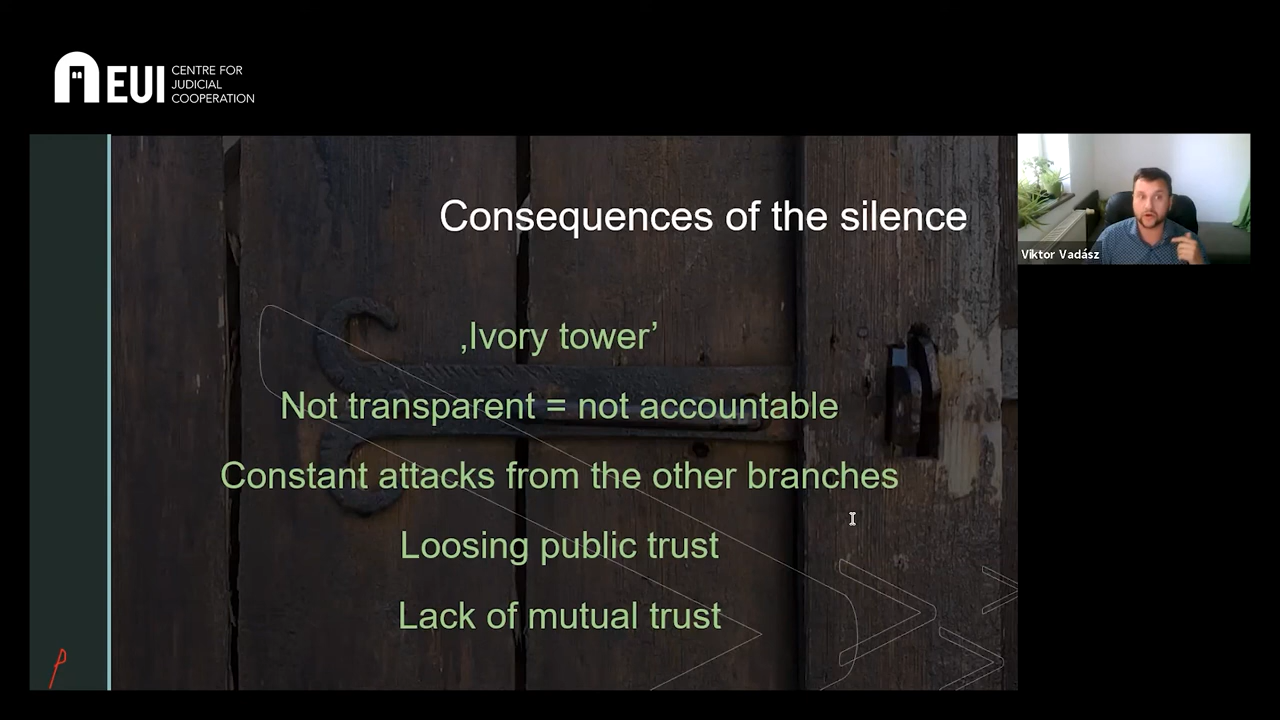 EUI
CENTRE FOR
JUDICIAL
COOPERATION
Consequences of the silence
‚Ivory tower’
Not transparent = not accountable
Constant attacks from the other branches
Loosing public trust
Lack of mutual trust
Viktor Vadász